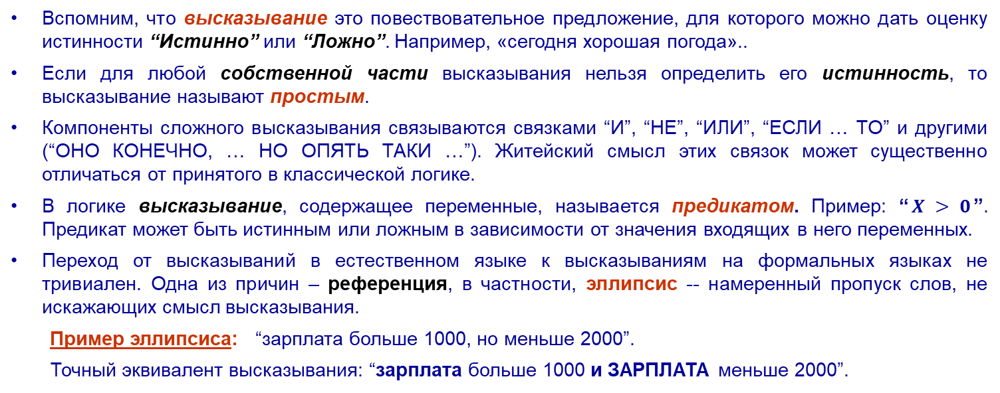 • Вспомним, что высказывание это повествовательное предложение, для которого можно дать оценку
истинности “Истинно” или “Ложно”. Например, «сегодня хорошая погода»..
• Если для любой собственной части высказывания нельзя определить его истинность, то
высказывание называют простым.
• Компоненты сложного высказывания связываются связками “И”, “НЕ”, “ИЛИ”, “ЕСЛИ … ТО” и другими
(“ОНО КОНЕЧНО, … НО ОПЯТЬ ТАКИ …”). Житейский смысл этих связок может существенно
отличаться от принятого в классической логике.
• В логике высказывание, содержащее переменные, называется предикатом. Пример: “X > 0”.
Предикат может быть истинным или ложным в зависимости от значения входящих в него переменных.
• Переход от высказываний в естественном языке к высказываниям на формальных языках не
тривиален. Одна из причин – референция, в частности, эллипсис -- намеренный пропуск слов, не
искажающих смысл высказывания.
Пример эллипсиса: “зарплата больше 1000, но меньше 2000”.
Точный эквивалент высказывания: “зарплата больше 1000 и ЗАРПЛАТА меньше 2000”.